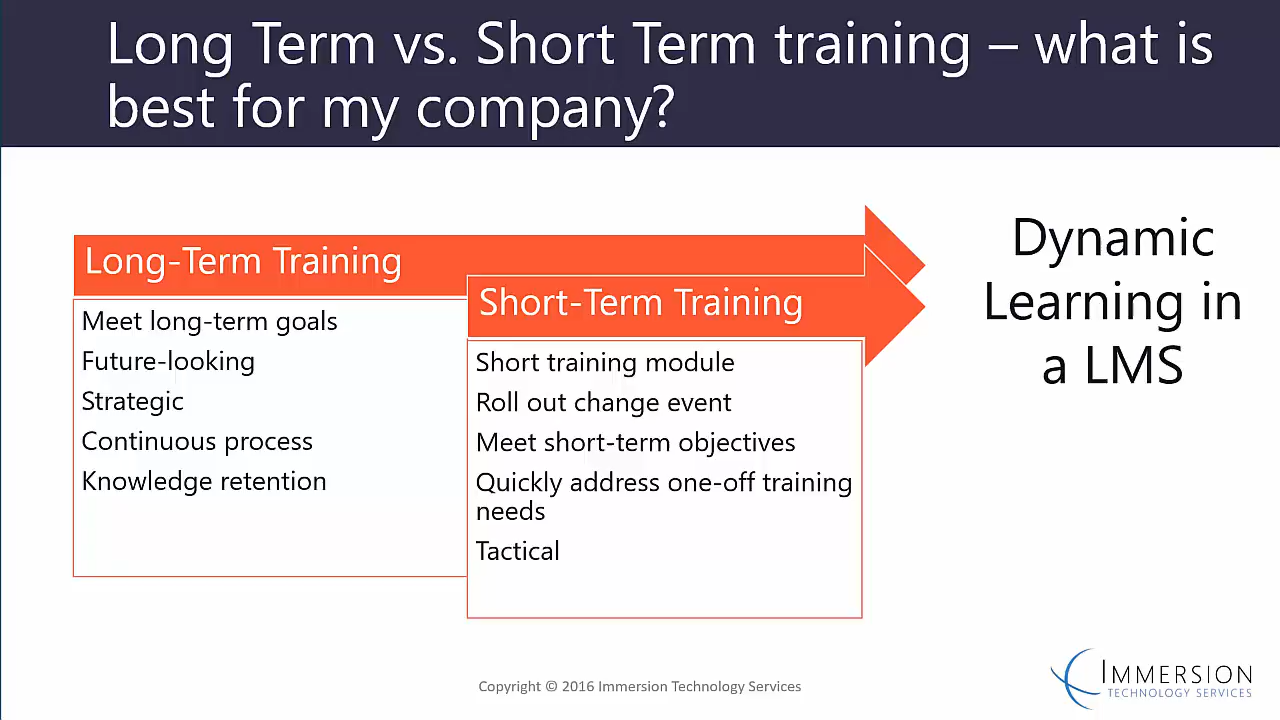 Long Term vs. Short Term training – what is
best for my company?
Long-Term Training
Meet long-term goals
Future-looking
Strategic
Continuous process
Knowledge retention
Short-Term Training
Short training module
Roll out change event
Meet short-term objectives
Quickly address one-off training
needs
Tactical
Dynamic
Learning in
a LMS
Copyright © 2016 Immersion Technology Services
IMMERSION
TECHNOLOGY SERVICES